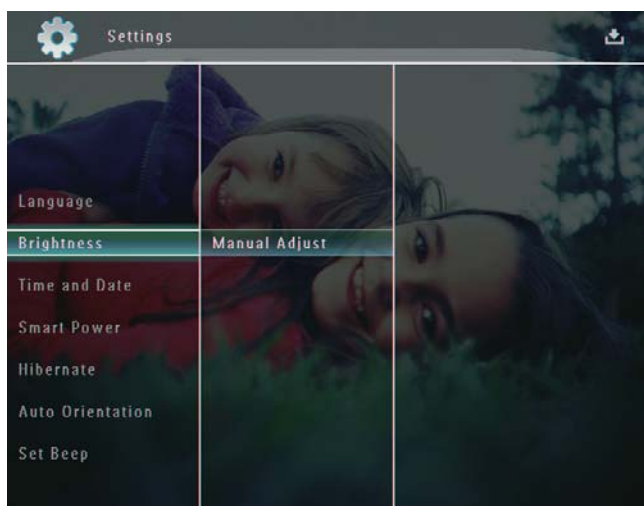 Settings
Language
Brightness
Manual Adjust
Time and Date
Smart Power
Hibernate
Auto Orientation
Set Beep